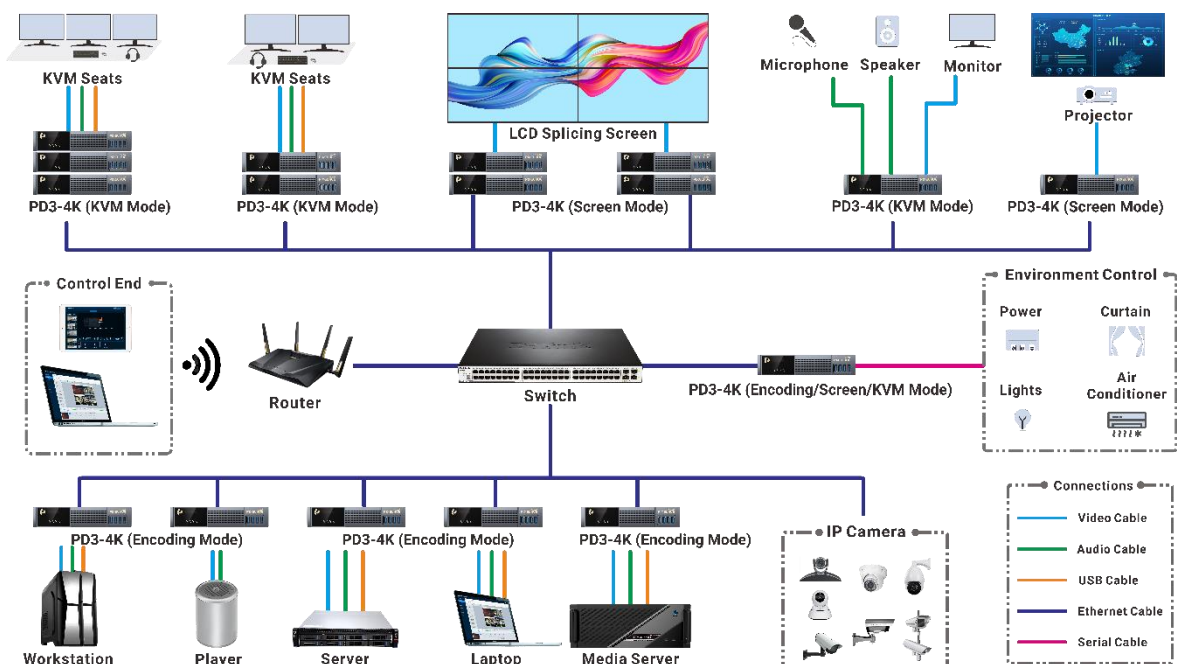 KVM Seats
KVM Seats
LCD Splicing Screen
Microphone
Speaker
Monitor
Projector
PD3-4K (KVM Mode)
PD3-4K (KVM Mode)
PD3-4K (Screen Mode)
PD3-4K (KVM Mode)
PD3-4K (Screen Mode)
Control End
Router
Switch
PD3-4K (Encoding/Screen/KVM Mode)
Environment Control
Power
Curtain
Lights
Air
Conditioner
PD3-4K (Encoding Mode)
PD3-4K (Encoding Mode)
PD3-4K (Encoding Mode)
Workstation
Player
Server
Laptop
Media Server
IP Camera
Connections
Video Cable
Audio Cable
USB Cable
Ethernet Cable
Serial Cable